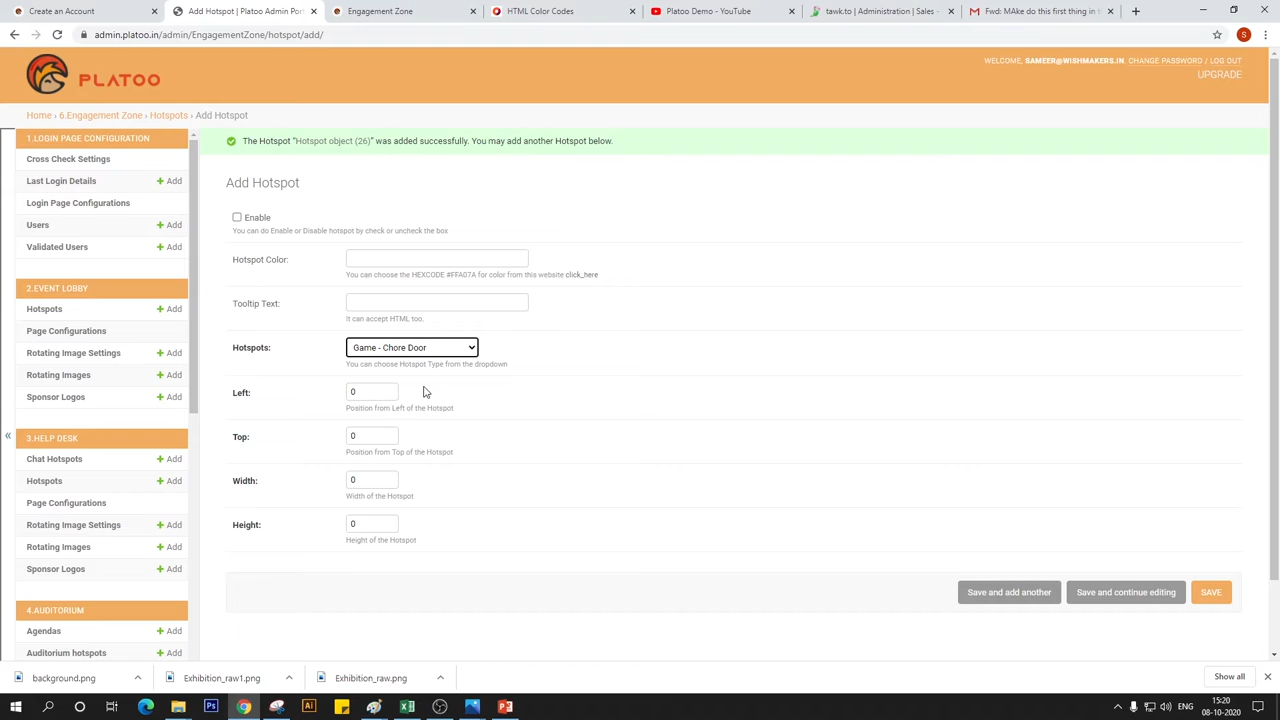 Create an Account
Add Hotspot | Platoo Admin Port
Engagement Zone
HTML Color Codes
Platoo Demo - YouTube
tawk.to | Administration | Sales -
Fwd: MAke do this first thing in t
admin.platoo.in/admin/EngagementZone/hotspot/add/
S
PLATOO
WELCOME, SAMEER@WISHMAKERS.IN. CHANGE PASSWORD / LOG OUT
UPGRADE
Home › 6.Engagement Zone › Hotspots › Add Hotspot
1.LOGIN PAGE CONFIGURATION
Cross Check Settings
Last Login Details + Add
Login Page Configurations
Users + Add
Validated Users + Add
2.EVENT LOBBY
Hotspots + Add
Page Configurations
Rotating Image Settings + Add
Rotating Images + Add
Sponsor Logos + Add
3.HELP DESK
Chat Hotspots + Add
Hotspots + Add
Page Configurations
Rotating Image Settings + Add
Rotating Images + Add
Sponsor Logos + Add
4.AUDITORIUM
Agendas + Add
Auditorium hotspots + Add
«
The Hotspot "Hotspot object (26)" was added successfully. You may add another Hotspot below.
Add Hotspot
Enable
You can do Enable or Disable hotspot by check or uncheck the box
Hotspot Color:
You can choose the HEXCODE #FFA07A for color from this website click_here
Tooltip Text:
It can accept HTML too.
Hotspots: Game - Chore Door
You can choose Hotspot Type from the dropdown
Left: 0
Position from Left of the Hotspot
Top: 0
Position from Top of the Hotspot
Width: 0
Width of the Hotspot
Height: 0
Height of the Hotspot
Save and add another
Save and continue editing
SAVE
background.png
Exhibition_raw1.png
Exhibition_raw.png
Show all
ENG
15:20
08-10-2020